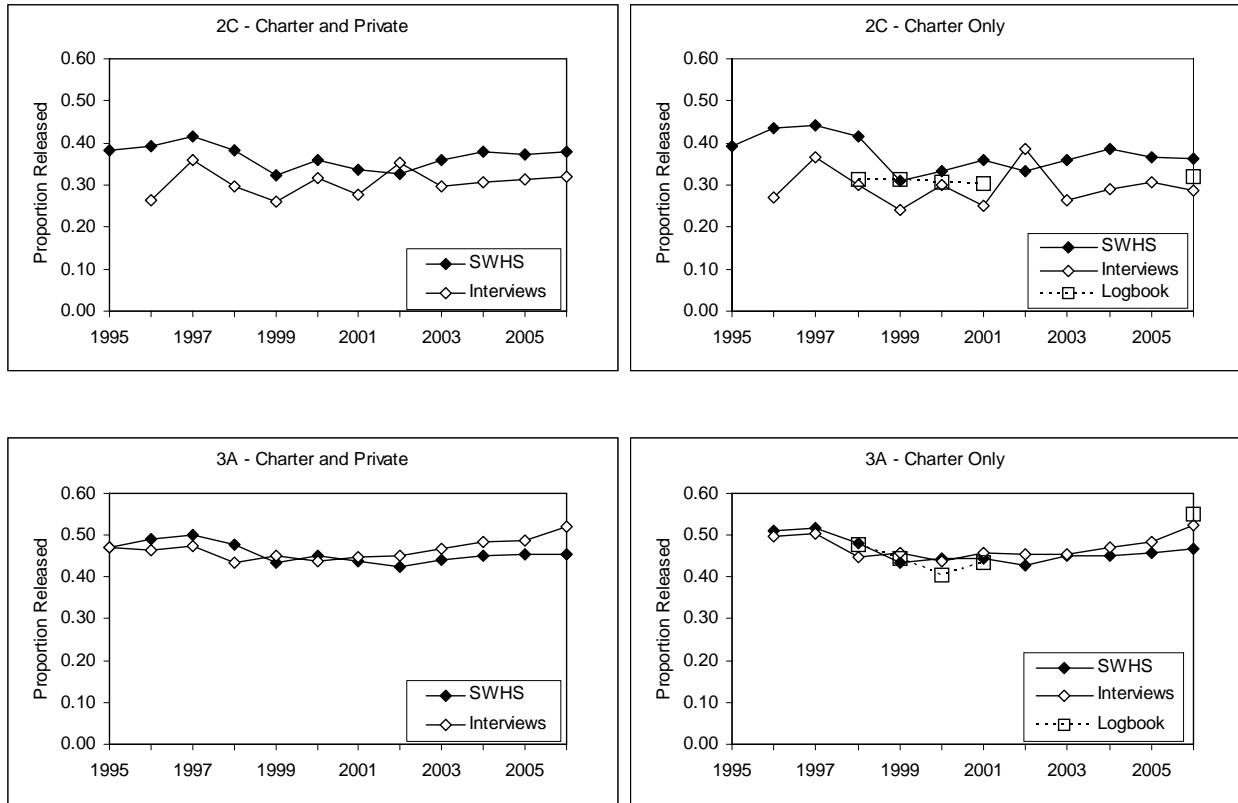 2C - Charter and Private
Proportion Released
0.60
0.50
0.40
0.30
0.20
0.10
0.00
1995 1997 1999 2001 2003 2005
SWHS
Interviews
2C - Charter Only
Proportion Released
0.60
0.50
0.40
0.30
0.20
0.10
0.00
1995 1997 1999 2001 2003 2005
SWHS
Interviews
Logbook
3A - Charter and Private
Proportion Released
0.60
0.50
0.40
0.30
0.20
0.10
0.00
1995 1997 1999 2001 2003 2005
SWHS
Interviews
3A - Charter Only
Proportion Released
0.60
0.50
0.40
0.30
0.20
0.10
0.00
1995 1997 1999 2001 2003 2005
SWHS
Interviews
Logbook